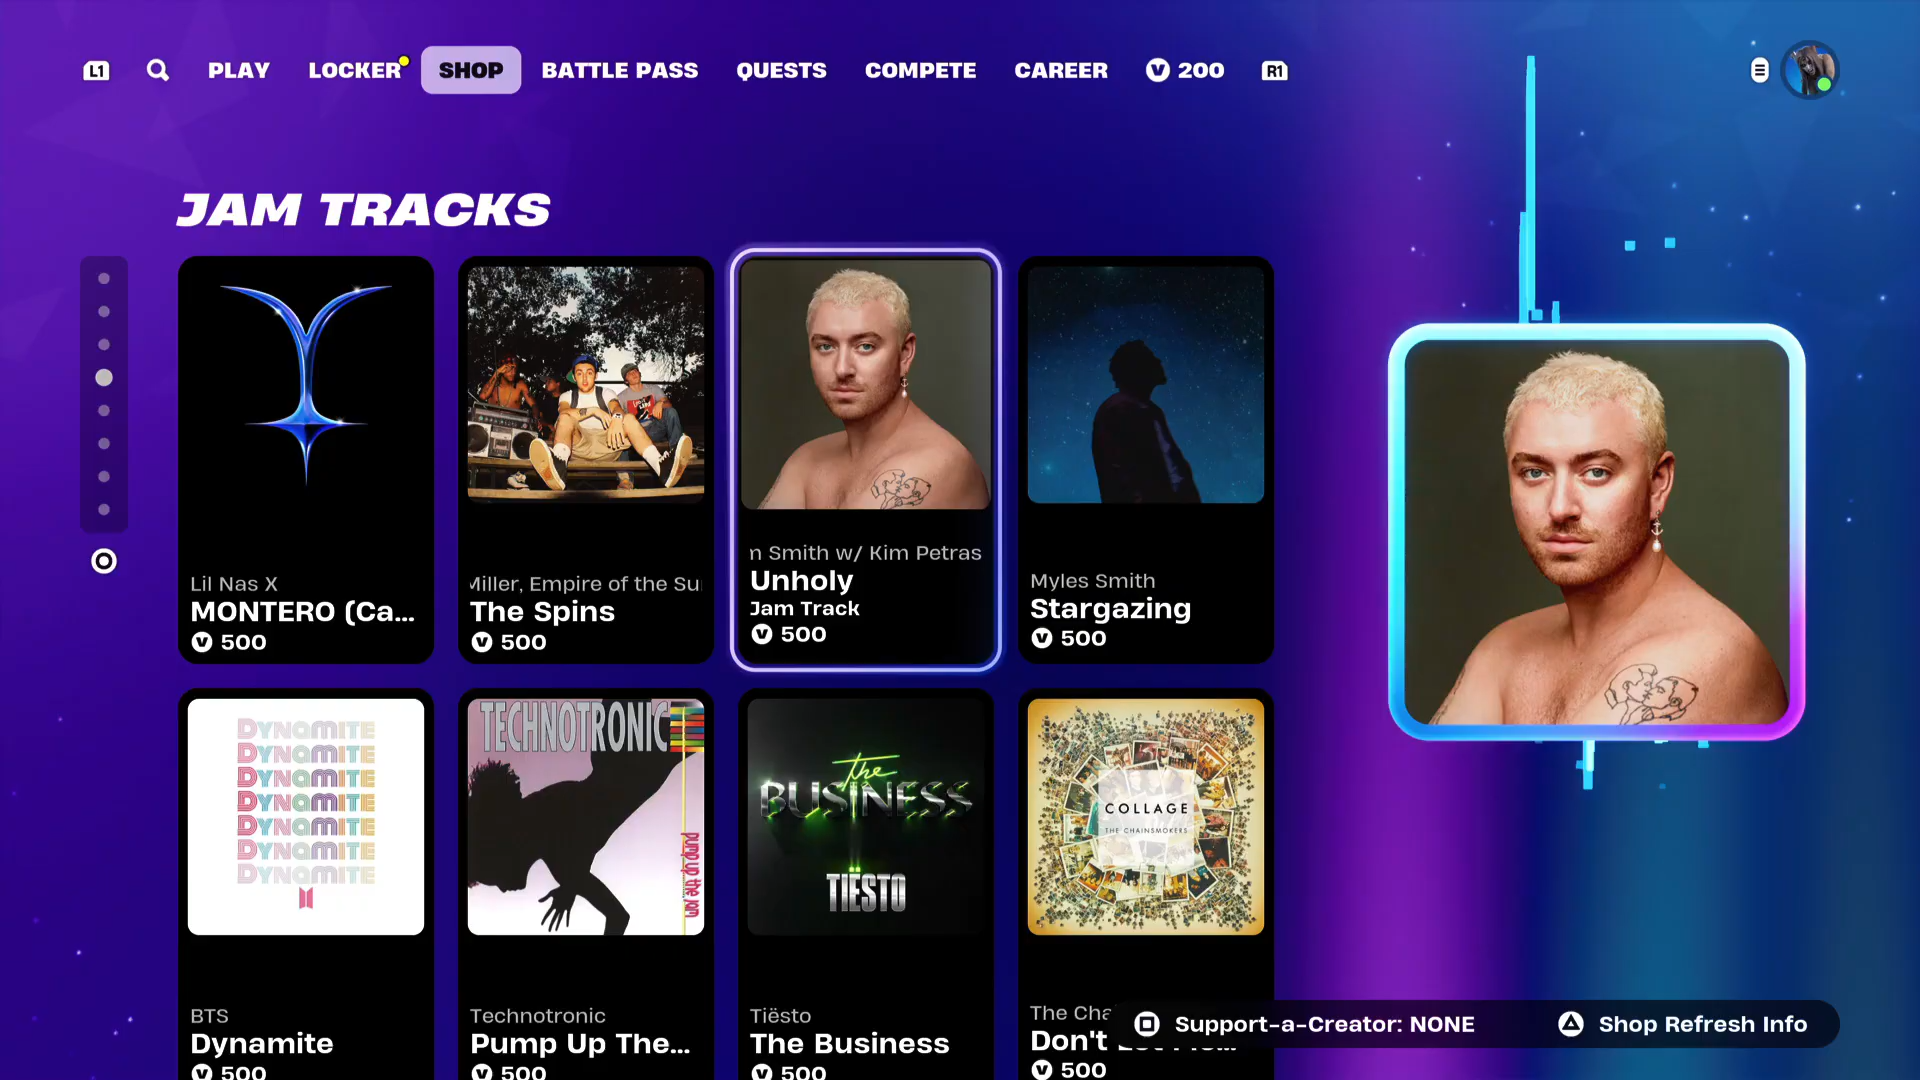 L1 PLAY LOCKER SHOP BATTLE PASS QUESTS COMPETE CAREER 200 R1
JAM TRACKS
Lil Nas X
MONTERO (Ca...
500
Miller, Empire of the Su
The Spins
500
n Smith w/ Kim Petras
Unholy
Jam Track
500
Myles Smith
Stargazing
500
DYNAMITE
DYNAMITE
DYNAMITE
DYNAMITE
DYNAMITE
DYNAMITE
DYNAMITE
BTS
Dynamite
500
TECHNOTRONIC
pump up the jam
Technotronic
Pump Up The...
500
the
BUSINESS
TIËSTO
Tiësto
The Business
500
COLLAGE
THE CHAINSMOKERS
The Cha
Don't
500
Support-a-Creator: NONE
Shop Refresh Info